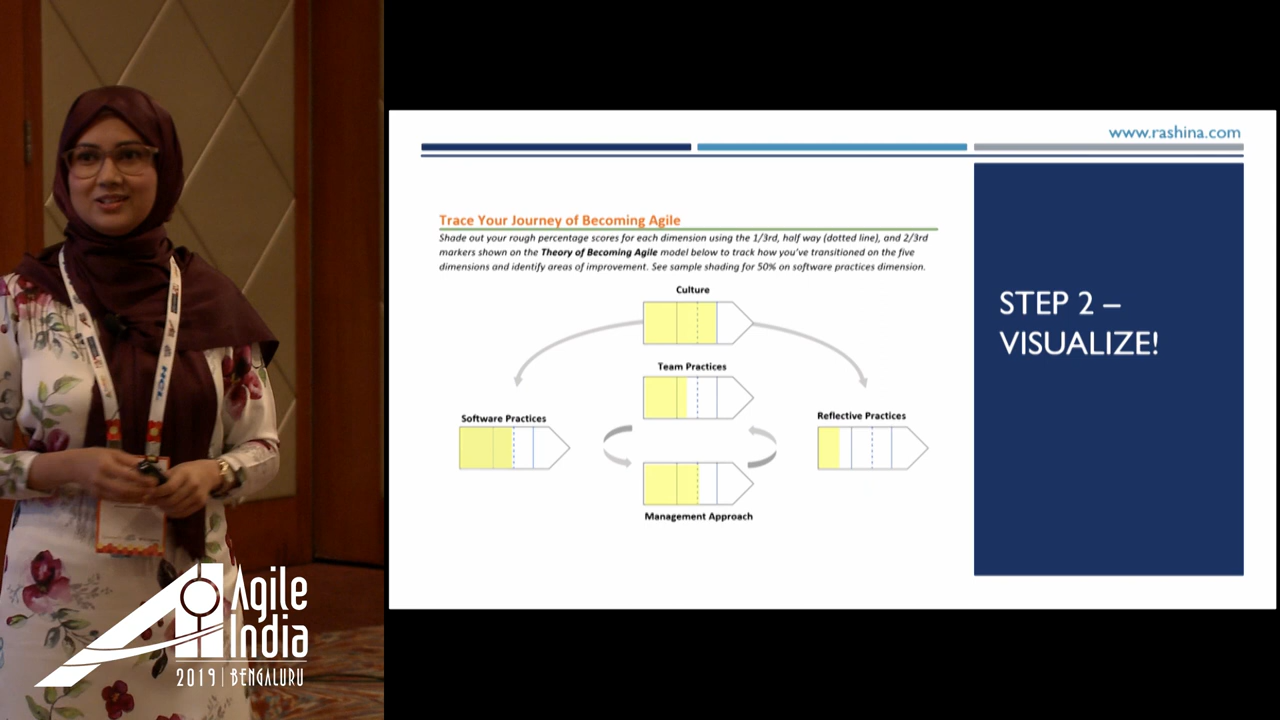 www.rashina.com
Trace Your Journey of Becoming Agile
Shade out your rough percentage scores for each dimension using the 1/3rd, half way (dotted line), and 2/3rd
markers shown on the Theory of Becoming Agile model below to track how you've transitioned on the five
dimensions and identify areas of improvement. See sample shading for 50% on software practices dimension.
Culture
Team Practices
Software Practices
Reflective Practices
Management Approach
STEP 2 –
VISUALIZE!
HCL
Agile
India
2019 | BENGALURU